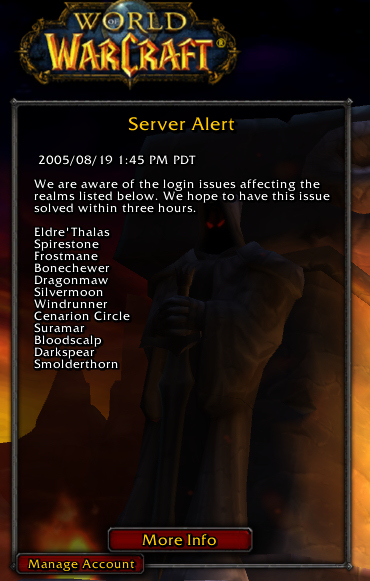 WORLD
OF
WARCRAFT®
Server Alert
2005/08/19 1:45 PM PDT
We are aware of the login issues affecting the
realms listed below. We hope to have this issue
solved within three hours.
Eldre'Thalas
Spirestone
Frostmane
Bonechewer
Dragonmaw
Silvermoon
Windrunner
Cenarion Circle
Suramar
Bloodscalp
Darkspear
Smolderthorn
More Info
Manage Account